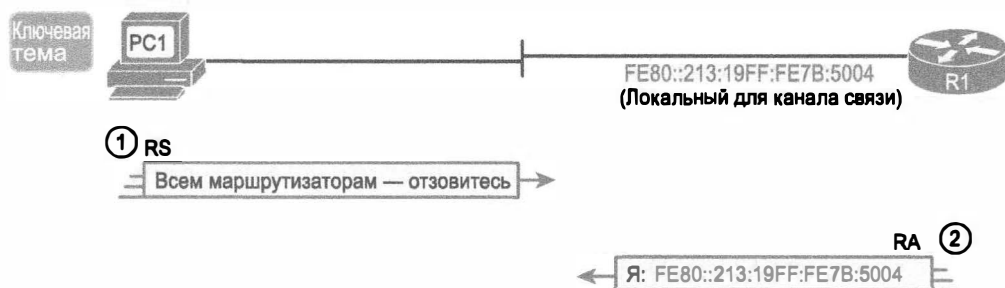 Ключевая
тема
PC1
FE80::213:19FF:FE7B:5004
(Локальный для канала связи)
R1
1 RS
Всем маршрутизаторам — отзовитесь
RA 2
Я: FE80::213:19FF:FE7B:5004